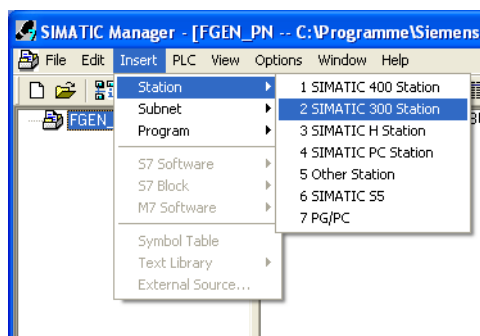 SIMATIC Manager - [FGEN_PN -- C:\Programme\Siemens
File Edit Insert PLC View Options Window Help
Station
Subnet
Program
S7 Software
S7 Block
M7 Software
Symbol Table
Text Library
External Source...
1 SIMATIC 400 Station
2 SIMATIC 300 Station
3 SIMATIC H Station
4 SIMATIC PC Station
5 Other Station
6 SIMATIC S5
7 PG/PC
FGEN_